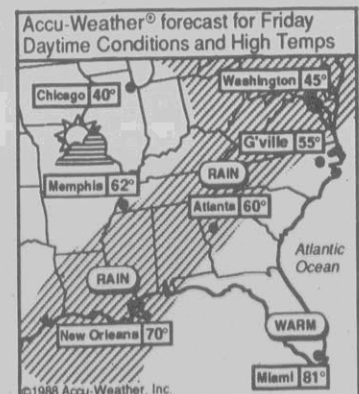 Accu-Weather® forecast for Friday
Daytime Conditions and High Temps
Washington 45°
Chicago 40°
G'ville 55°
RAIN
Memphis 62°
Atlanta 60°
Atlantic
Ocean
RAIN
WARM
New Orleans 70°
Miami 81°
©1988 Accu-Weather, Inc.